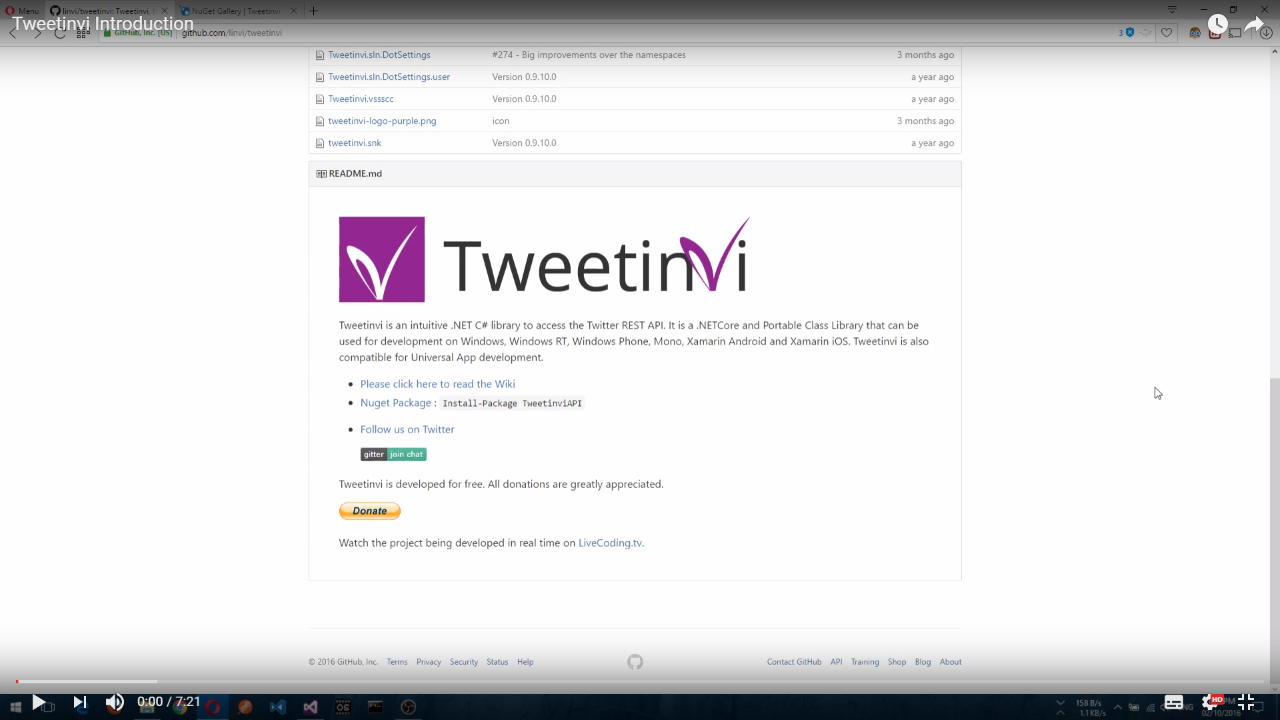 Menu
linvi/tweetinvi
NuGet Gallery | Tweetinvi
Tweetinvi Introduction
GitHub, Inc. [US]
github.com/linvi/tweetinvi
3
Tweetinvi.sln.DotSettings #274 - Big improvements over the namespaces 3 months ago
Tweetinvi.sln.DotSettings.user Version 0.9.10.0 a year ago
Tweetinvi.vssscc Version 0.9.10.0 a year ago
tweetinvi-logo-purple.png icon 3 months ago
tweetinvi.snk Version 0.9.10.0 a year ago
README.md
Tweetinvi
Tweetinvi is an intuitive .NET C# library to access the Twitter REST API. It is a .NETCore and Portable Class Library that can be
used for development on Windows, Windows RT, Windows Phone, Mono, Xamarin Android and Xamarin iOS. Tweetinvi is also
compatible for Universal App development.
Please click here to read the Wiki
Nuget Package : Install-Package TweetinviAPI
Follow us on Twitter
gitter join chat
Tweetinvi is developed for free. All donations are greatly appreciated.
Donate
Watch the project being developed in real time on LiveCoding.tv.
© 2016 GitHub, Inc. Terms Privacy Security Status Help
Contact GitHub API Training Shop Blog About
0:00 / 7:21
158 B/s
1.1KB/s
ENG
HD
PM
02/10/2016